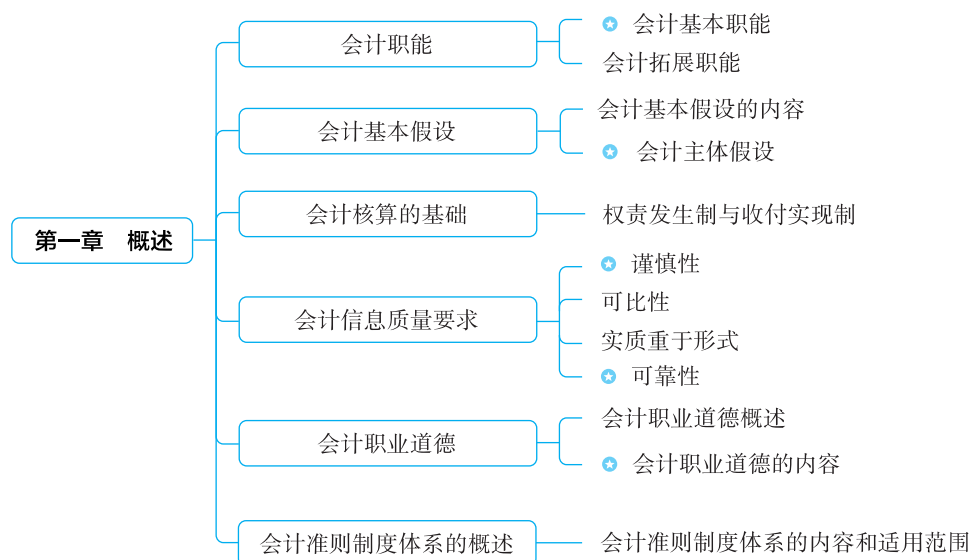 第一章 概述
会计职能
会计基本职能
会计拓展职能
会计基本假设
会计基本假设的内容
会计主体假设
会计核算的基础
权责发生制与收付实现制
会计信息质量要求
谨慎性
可比性
实质重于形式
可靠性
会计职业道德
会计职业道德概述
会计职业道德的内容
会计准则制度体系的概述
会计准则制度体系的内容和适用范围